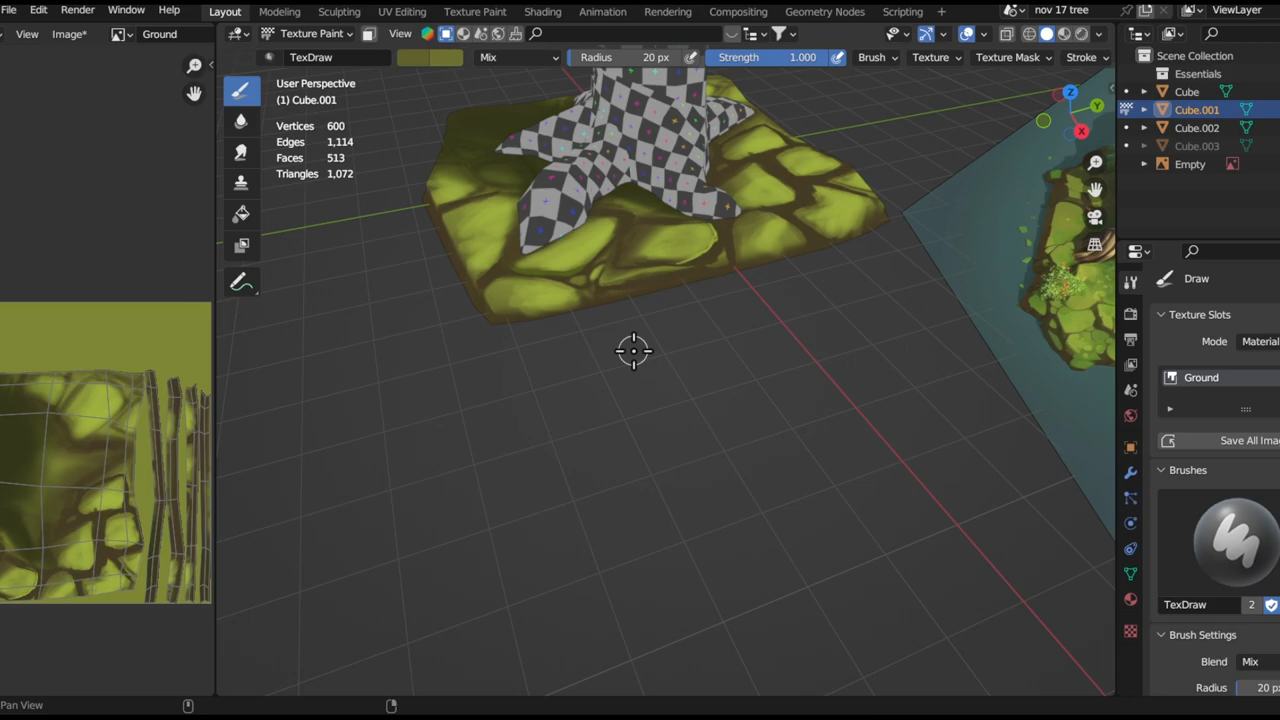 File Edit Render Window Help Layout Modeling Sculpting UV Editing Texture Paint Shading Animation Rendering Compositing Geometry Nodes Scripting + nov 17 tree ViewLayer
View Image* Ground Texture Paint View
TexDraw Mix Radius 20 px Strength 1.000 Brush Texture Texture Mask Stroke
User Perspective
(1) Cube.001
Vertices 600
Edges 1,114
Faces 513
Triangles 1,072
Z
Y
X
Scene Collection
Essentials
Cube
Cube.001
Cube.002
Cube.003
Empty
Draw
Texture Slots
Mode Material
Ground
Save All Ima
Brushes
TexDraw 2
Brush Settings
Blend Mix
Radius 20 px
Pan View